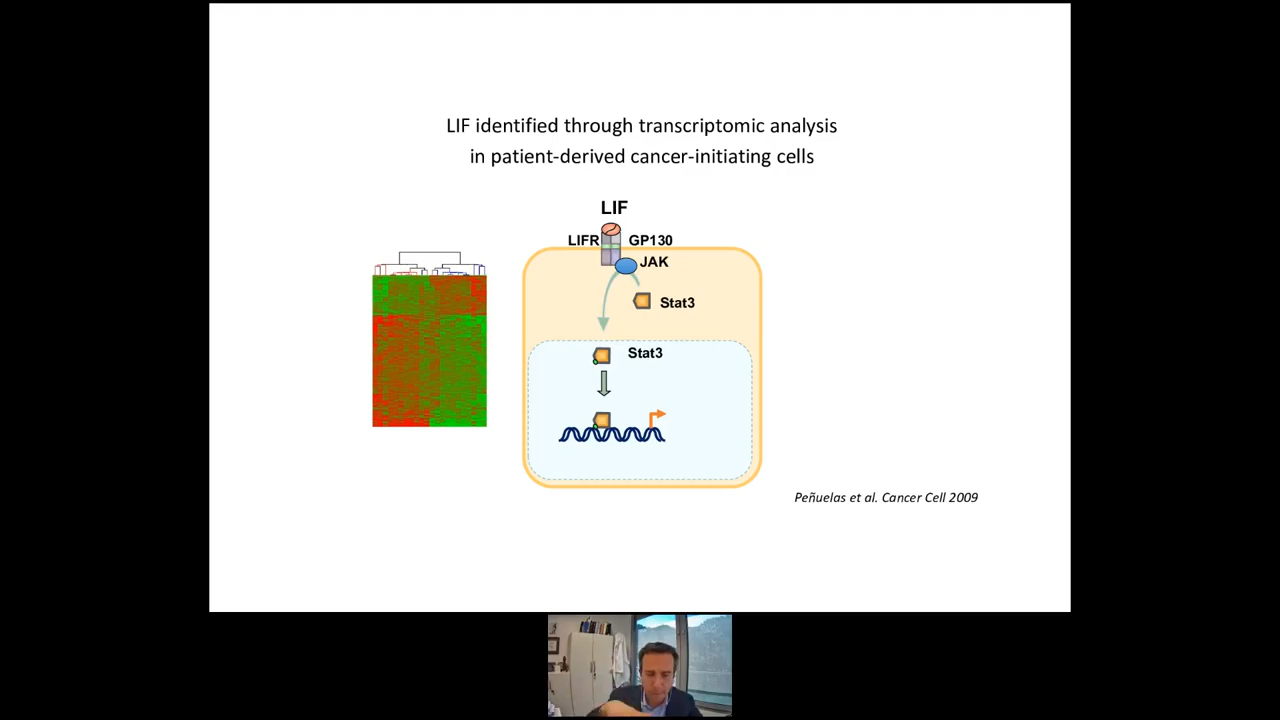 LIF identified through transcriptomic analysis
in patient-derived cancer-initiating cells
LIF
LIFR GP130
JAK
Stat3
Stat3
Peñuelas et al. Cancer Cell 2009